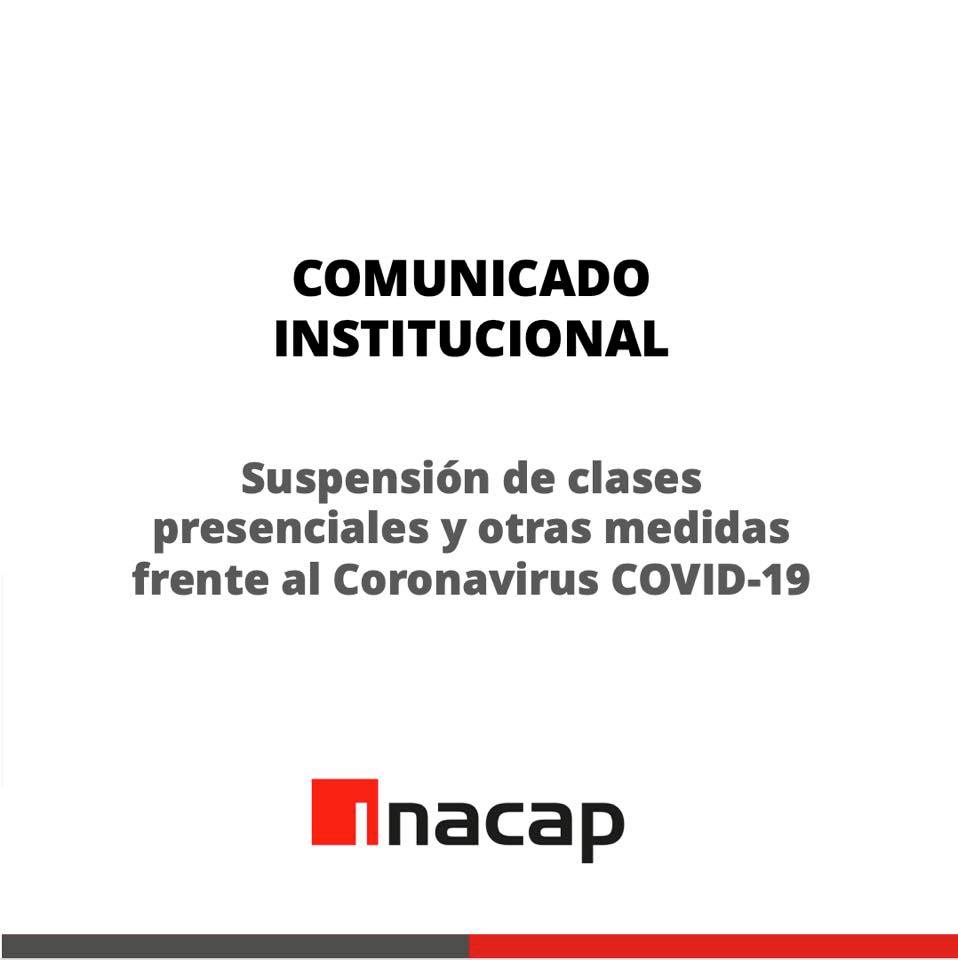 COMUNICADO
INSTITUCIONAL
Suspensión de clases
presenciales y otras medidas
frente al Coronavirus COVID-19
inacap